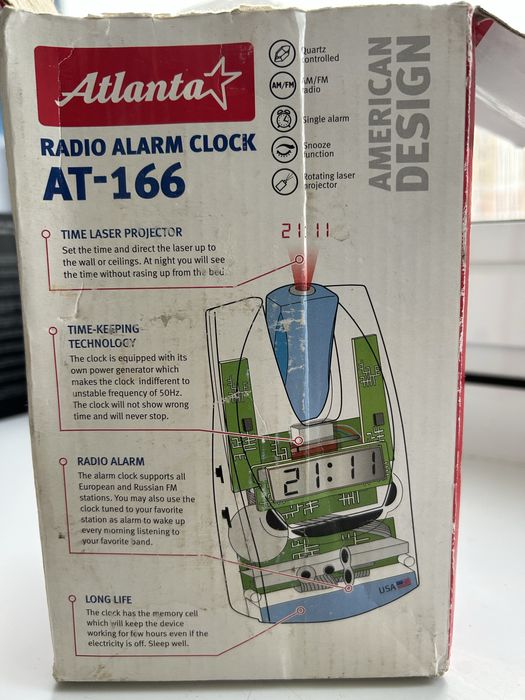 Atlanta
RADIO ALARM CLOCK
AT-166
Quartz
controlled
AM/FM
AM/FM
radio
Single alarm
Snooze
function
Rotating laser
projector
AMERICAN
DESIGN
TIME LASER PROJECTOR
Set the time and direct the laser up to
the wall or ceilings. At night you will see
the time without rasing up from the bed.
21:11
TIME-KEEPING
TECHNOLOGY
The clock is equipped with its
own power generator which
makes the clock indifferent to
unstable frequency of 50Hz.
The clock will not show wrong
time and will never stop.
21:11
RADIO ALARM
The alarm clock supports all
European and Russian FM
stations. You may also use the
clock tuned to your favorite
station as alarm to wake up
every morning listening to
your favorite band.
USA
LONG LIFE
The clock has the memory cell
which will keep the device
working for few hours even if the
electricity is off. Sleep well.